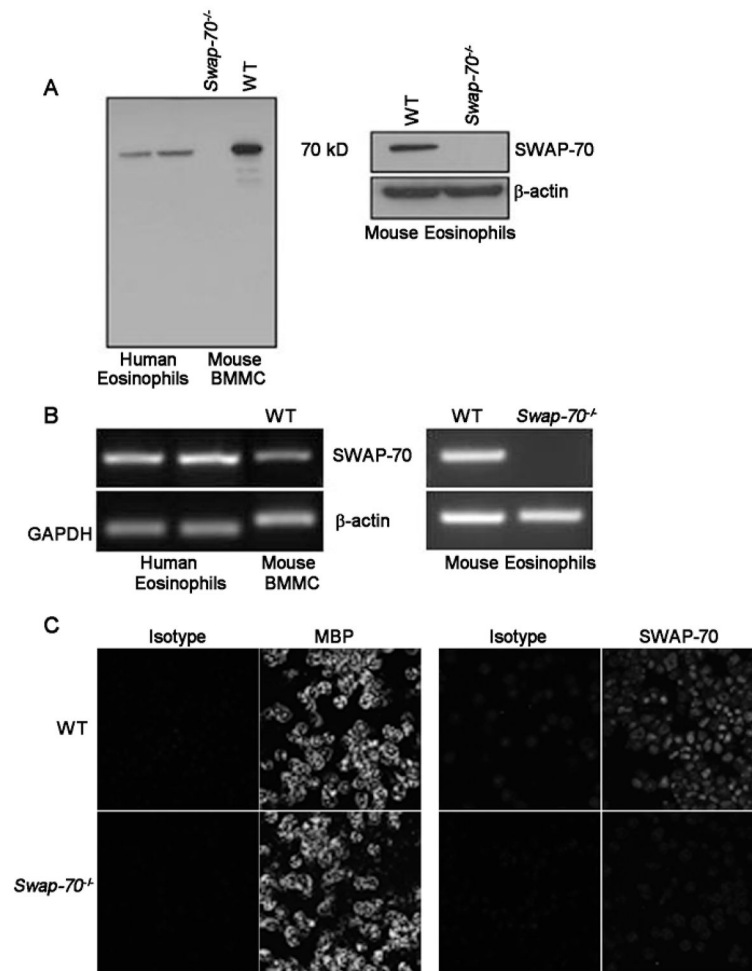 A
Swap-70-/-
WT
70 kD
WT
Swap-70-/-
SWAP-70
β-actin
Mouse Eosinophils
Human
Eosinophils
Mouse
BMMC
B
WT
SWAP-70
WT
Swap-70-/-
GAPDH
β-actin
Human
Eosinophils
Mouse
BMMC
Mouse Eosinophils
C
Isotype
MBP
Isotype
SWAP-70
WT
Swap-70-/-